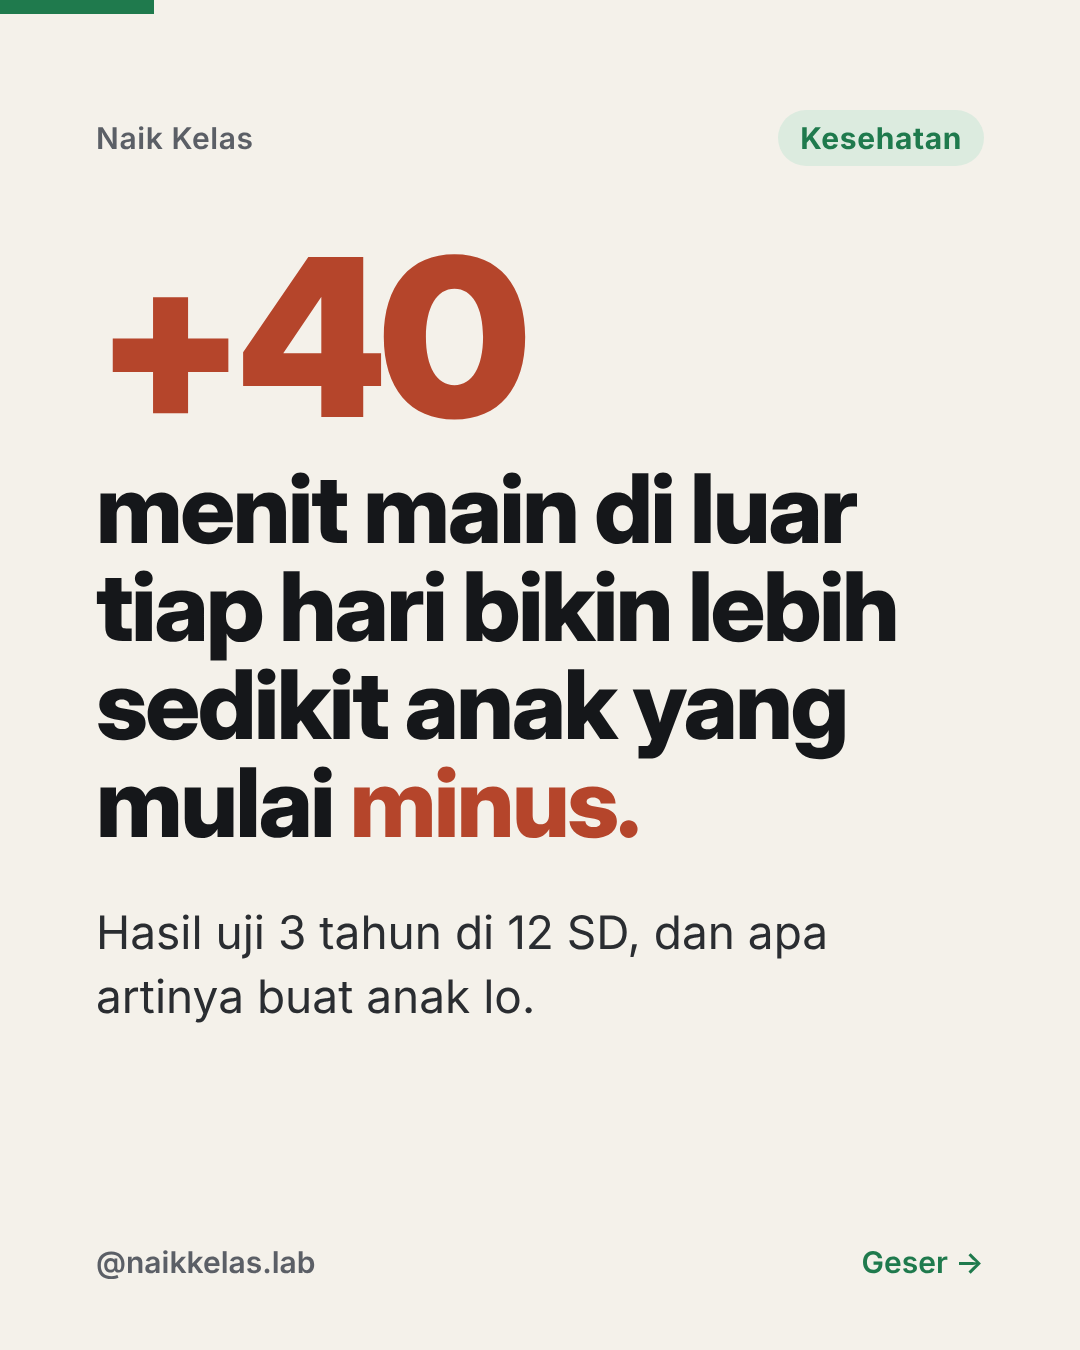 Naik Kelas
Kesehatan
+40
menit main di luar
tiap hari bikin lebih
sedikit anak yang
mulai minus.
Hasil uji 3 tahun di 12 SD, dan apa
artinya buat anak lo.
@naikkelas.lab
Geser →